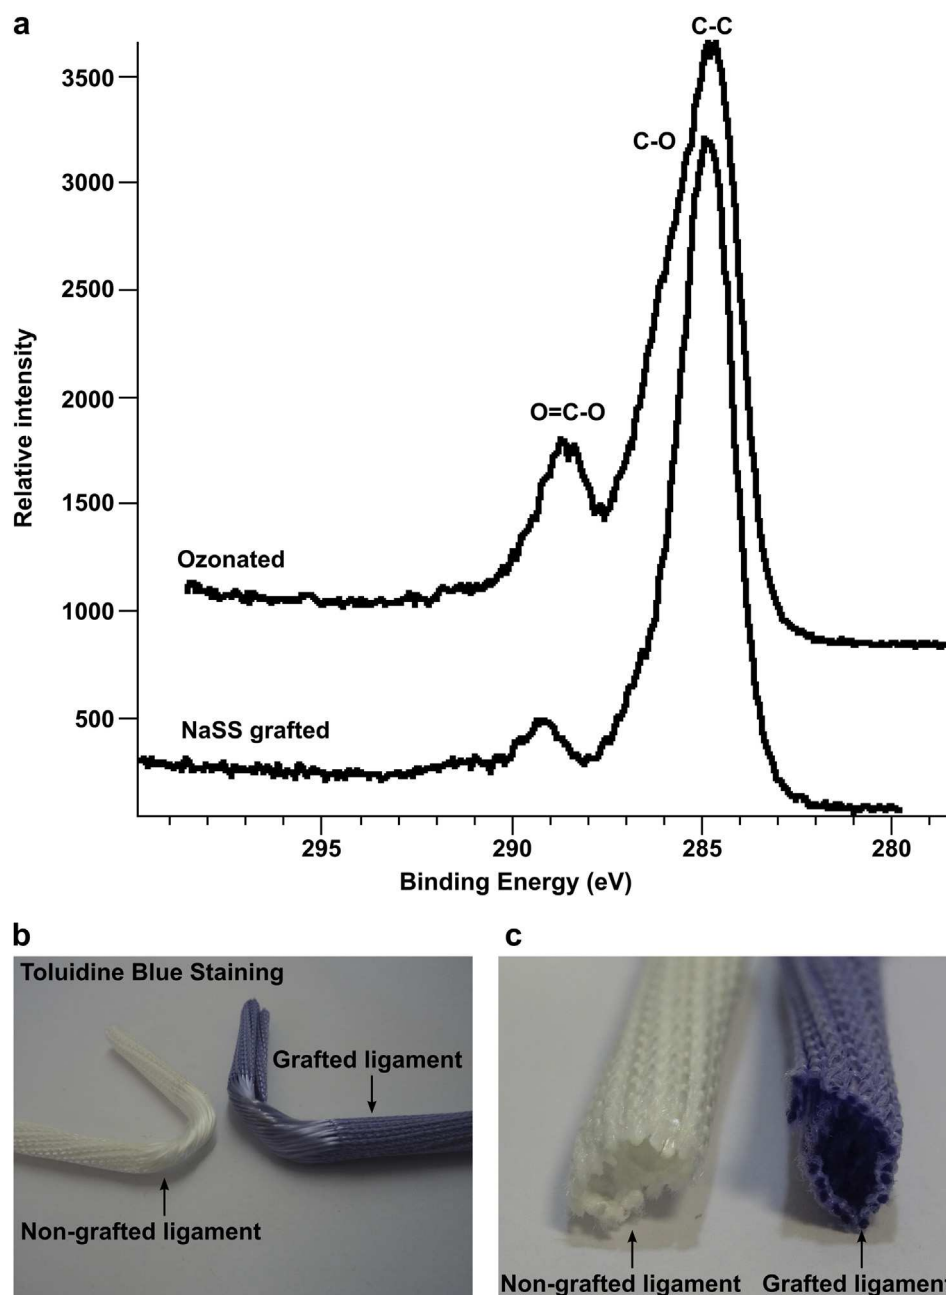 a
C-C
3500
C-O
3000
2500
2000
O=C-O
1500
Ozonated
1000
500
NaSS grafted
Relative intensity
295
290
285
280
Binding Energy (eV)
b
c
Toluidine Blue Staining
Grafted ligament
Non-grafted ligament
Non-grafted ligament
Grafted ligament